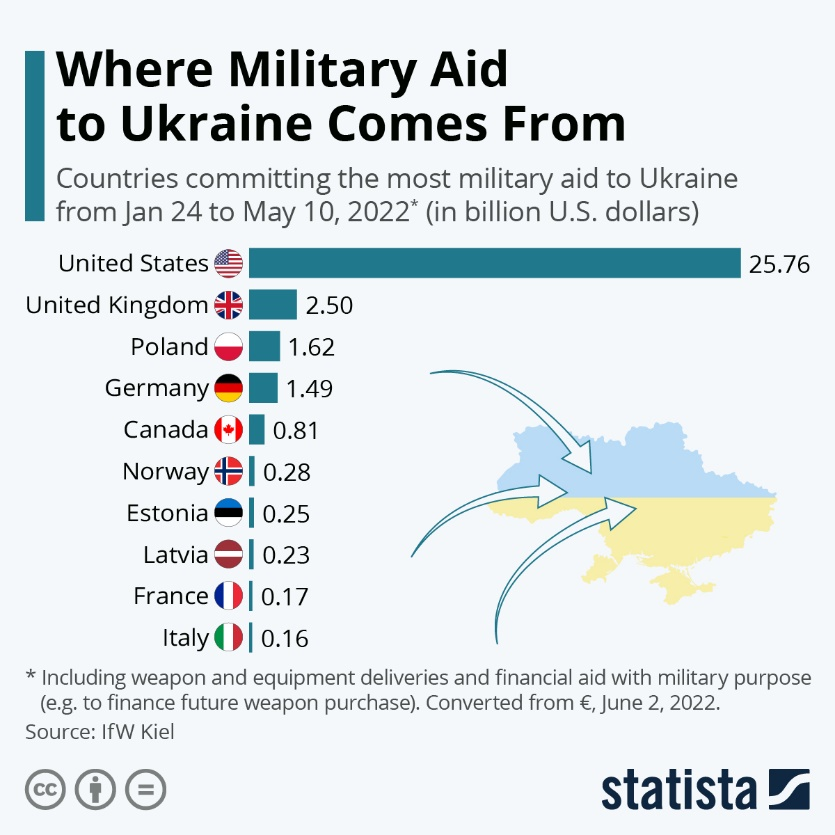 Where Military Aid
to Ukraine Comes From
Countries committing the most military aid to Ukraine
from Jan 24 to May 10, 2022* (in billion U.S. dollars)
United States 25.76
United Kingdom 2.50
Poland 1.62
Germany 1.49
Canada 0.81
Norway 0.28
Estonia 0.25
Latvia 0.23
France 0.17
Italy 0.16
* Including weapon and equipment deliveries and financial aid with military purpose
(e.g. to finance future weapon purchase). Converted from €, June 2, 2022.
Source: IfW Kiel
cc =
statista